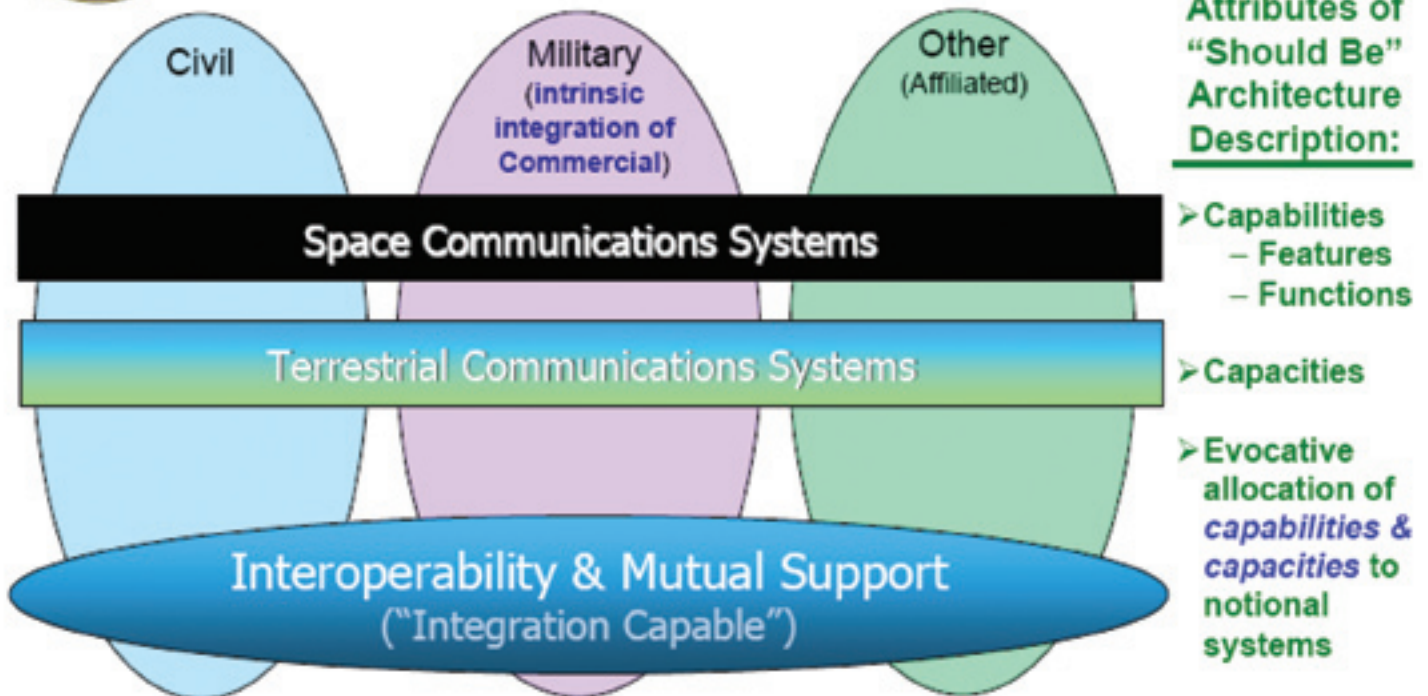 Civil
Military
(intrinsic
integration of
Commercial)
Other
(Affiliated)
Space Communications Systems
Terrestrial Communications Systems
Interoperability & Mutual Support
("Integration Capable")
Attributes of
“Should Be”
Architecture
Description:
➢Capabilities
– Features
– Functions
➢Capacities
➢Evocative
allocation of
capabilities &
capacities to
notional
systems